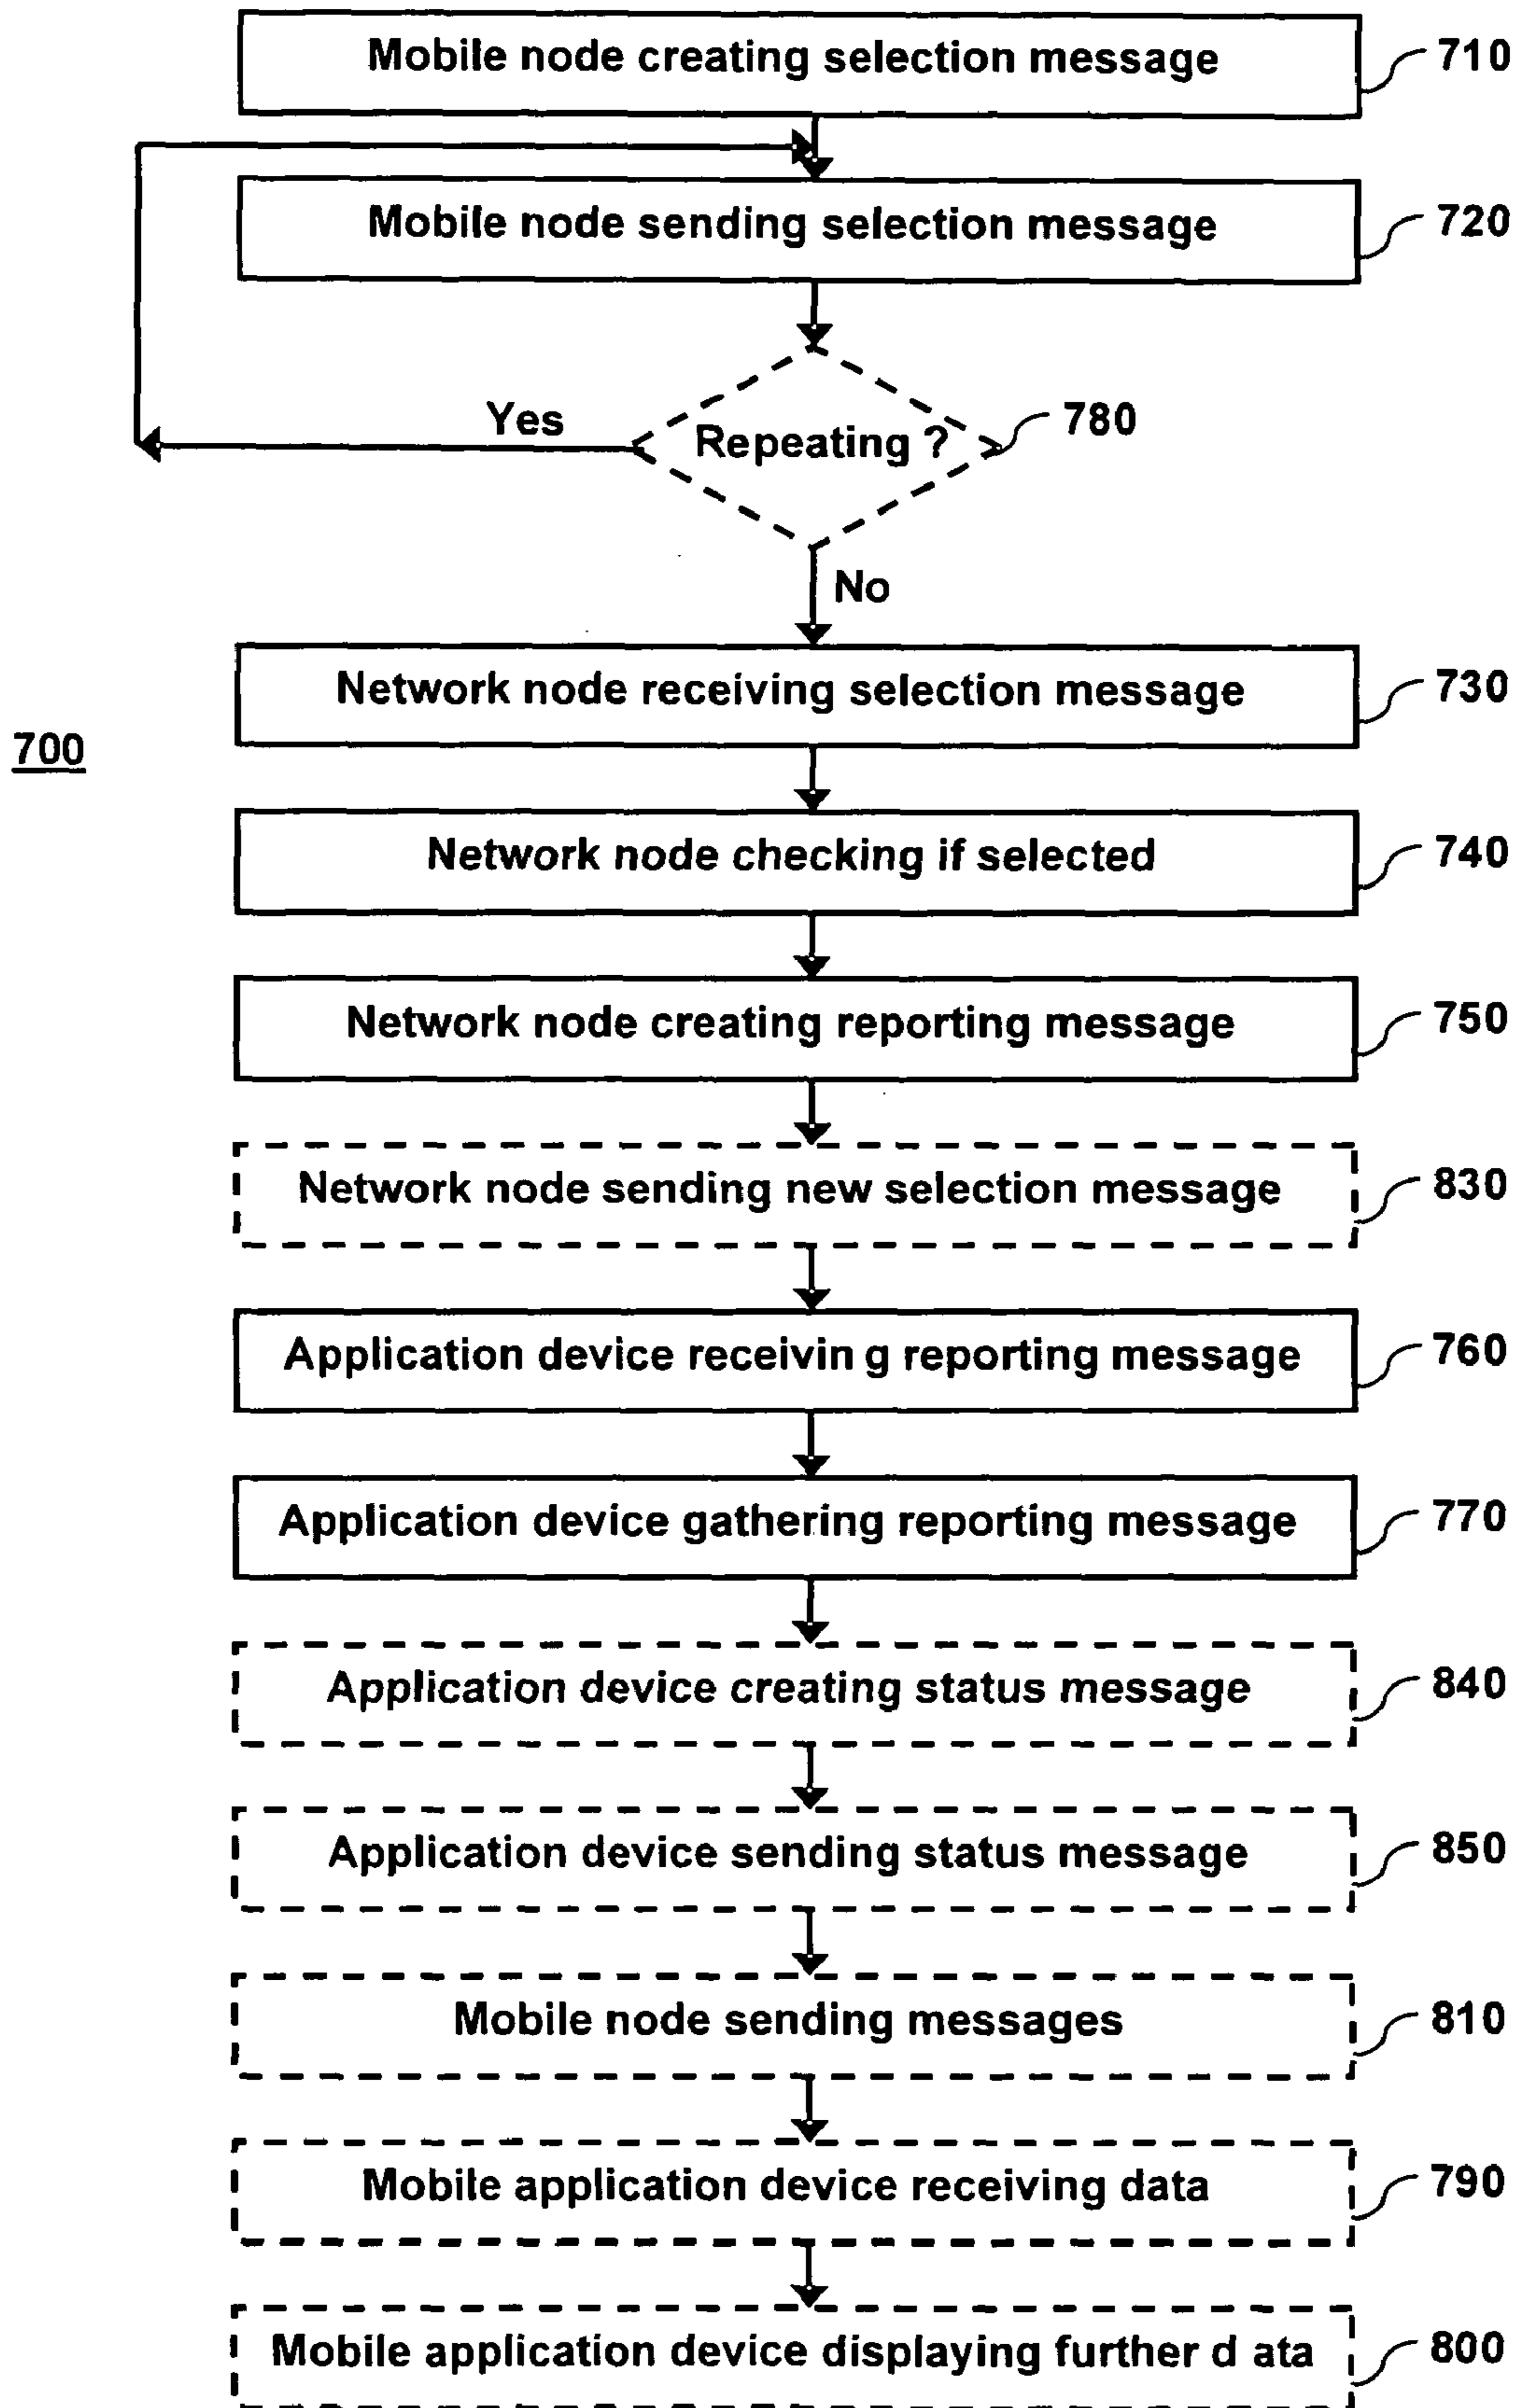 Mobile node creating selection message 710
Mobile node sending selection message 720
Yes
Repeating ? 780
No
Network node receiving selection message 730
700
Network node checking if selected 740
Network node creating reporting message 750
Network node sending new selection message 830
Application device receivin g reporting message 760
Application device gathering reporting message 770
Application device creating status message 840
Application device sending status message 850
Mobile node sending messages 810
Mobile application device receiving data 790
Mobile application device displaying further d ata 800